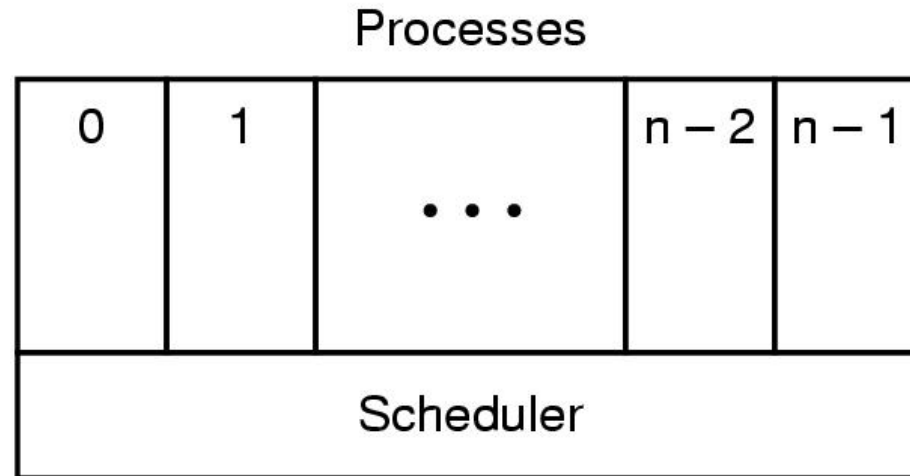 Processes
0 1 • • • n – 2 n – 1
Scheduler